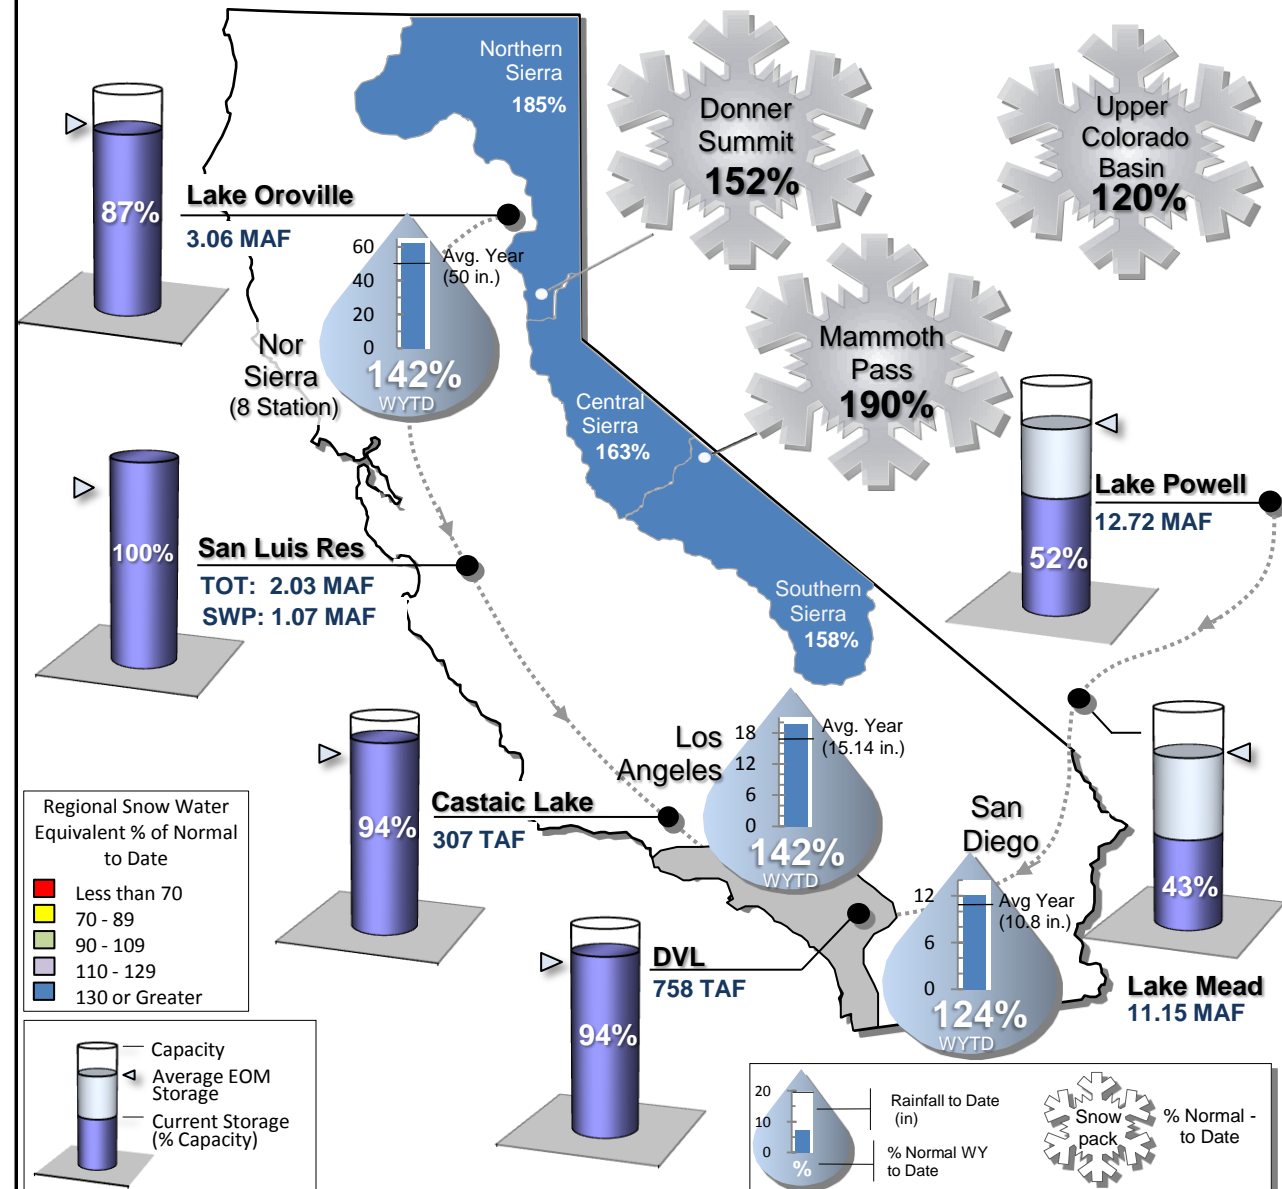 Northern
Sierra
185%
Donner
Summit
152%
Upper
Colorado
Basin
120%
87%
Lake Oroville
3.06 MAF
60
40
20
0
Avg. Year
(50 in.)
142%
WYTD
Nor
Sierra
(8 Station)
Mammoth
Pass
190%
Central
Sierra
163%
Lake Powell
12.72 MAF
52%
100%
San Luis Res
TOT: 2.03 MAF
SWP: 1.07 MAF
Southern
Sierra
158%
Los
Angeles
18
12
6
0
Avg. Year
(15.14 in.)
142%
WYTD
94%
Castaic Lake
307 TAF
San
Diego
12
6
0
Avg Year
(10.8 in.)
124%
WYTD
43%
Lake Mead
11.15 MAF
94%
DVL
758 TAF
Regional Snow Water
Equivalent % of Normal
to Date
Less than 70
70 - 89
90 - 109
110 - 129
130 or Greater
Capacity
Average EOM
Storage
Current Storage
(% Capacity)
20
10
0
%
Rainfall to Date
(in)
% Normal WY
to Date
Snow
pack
% Normal -
to Date